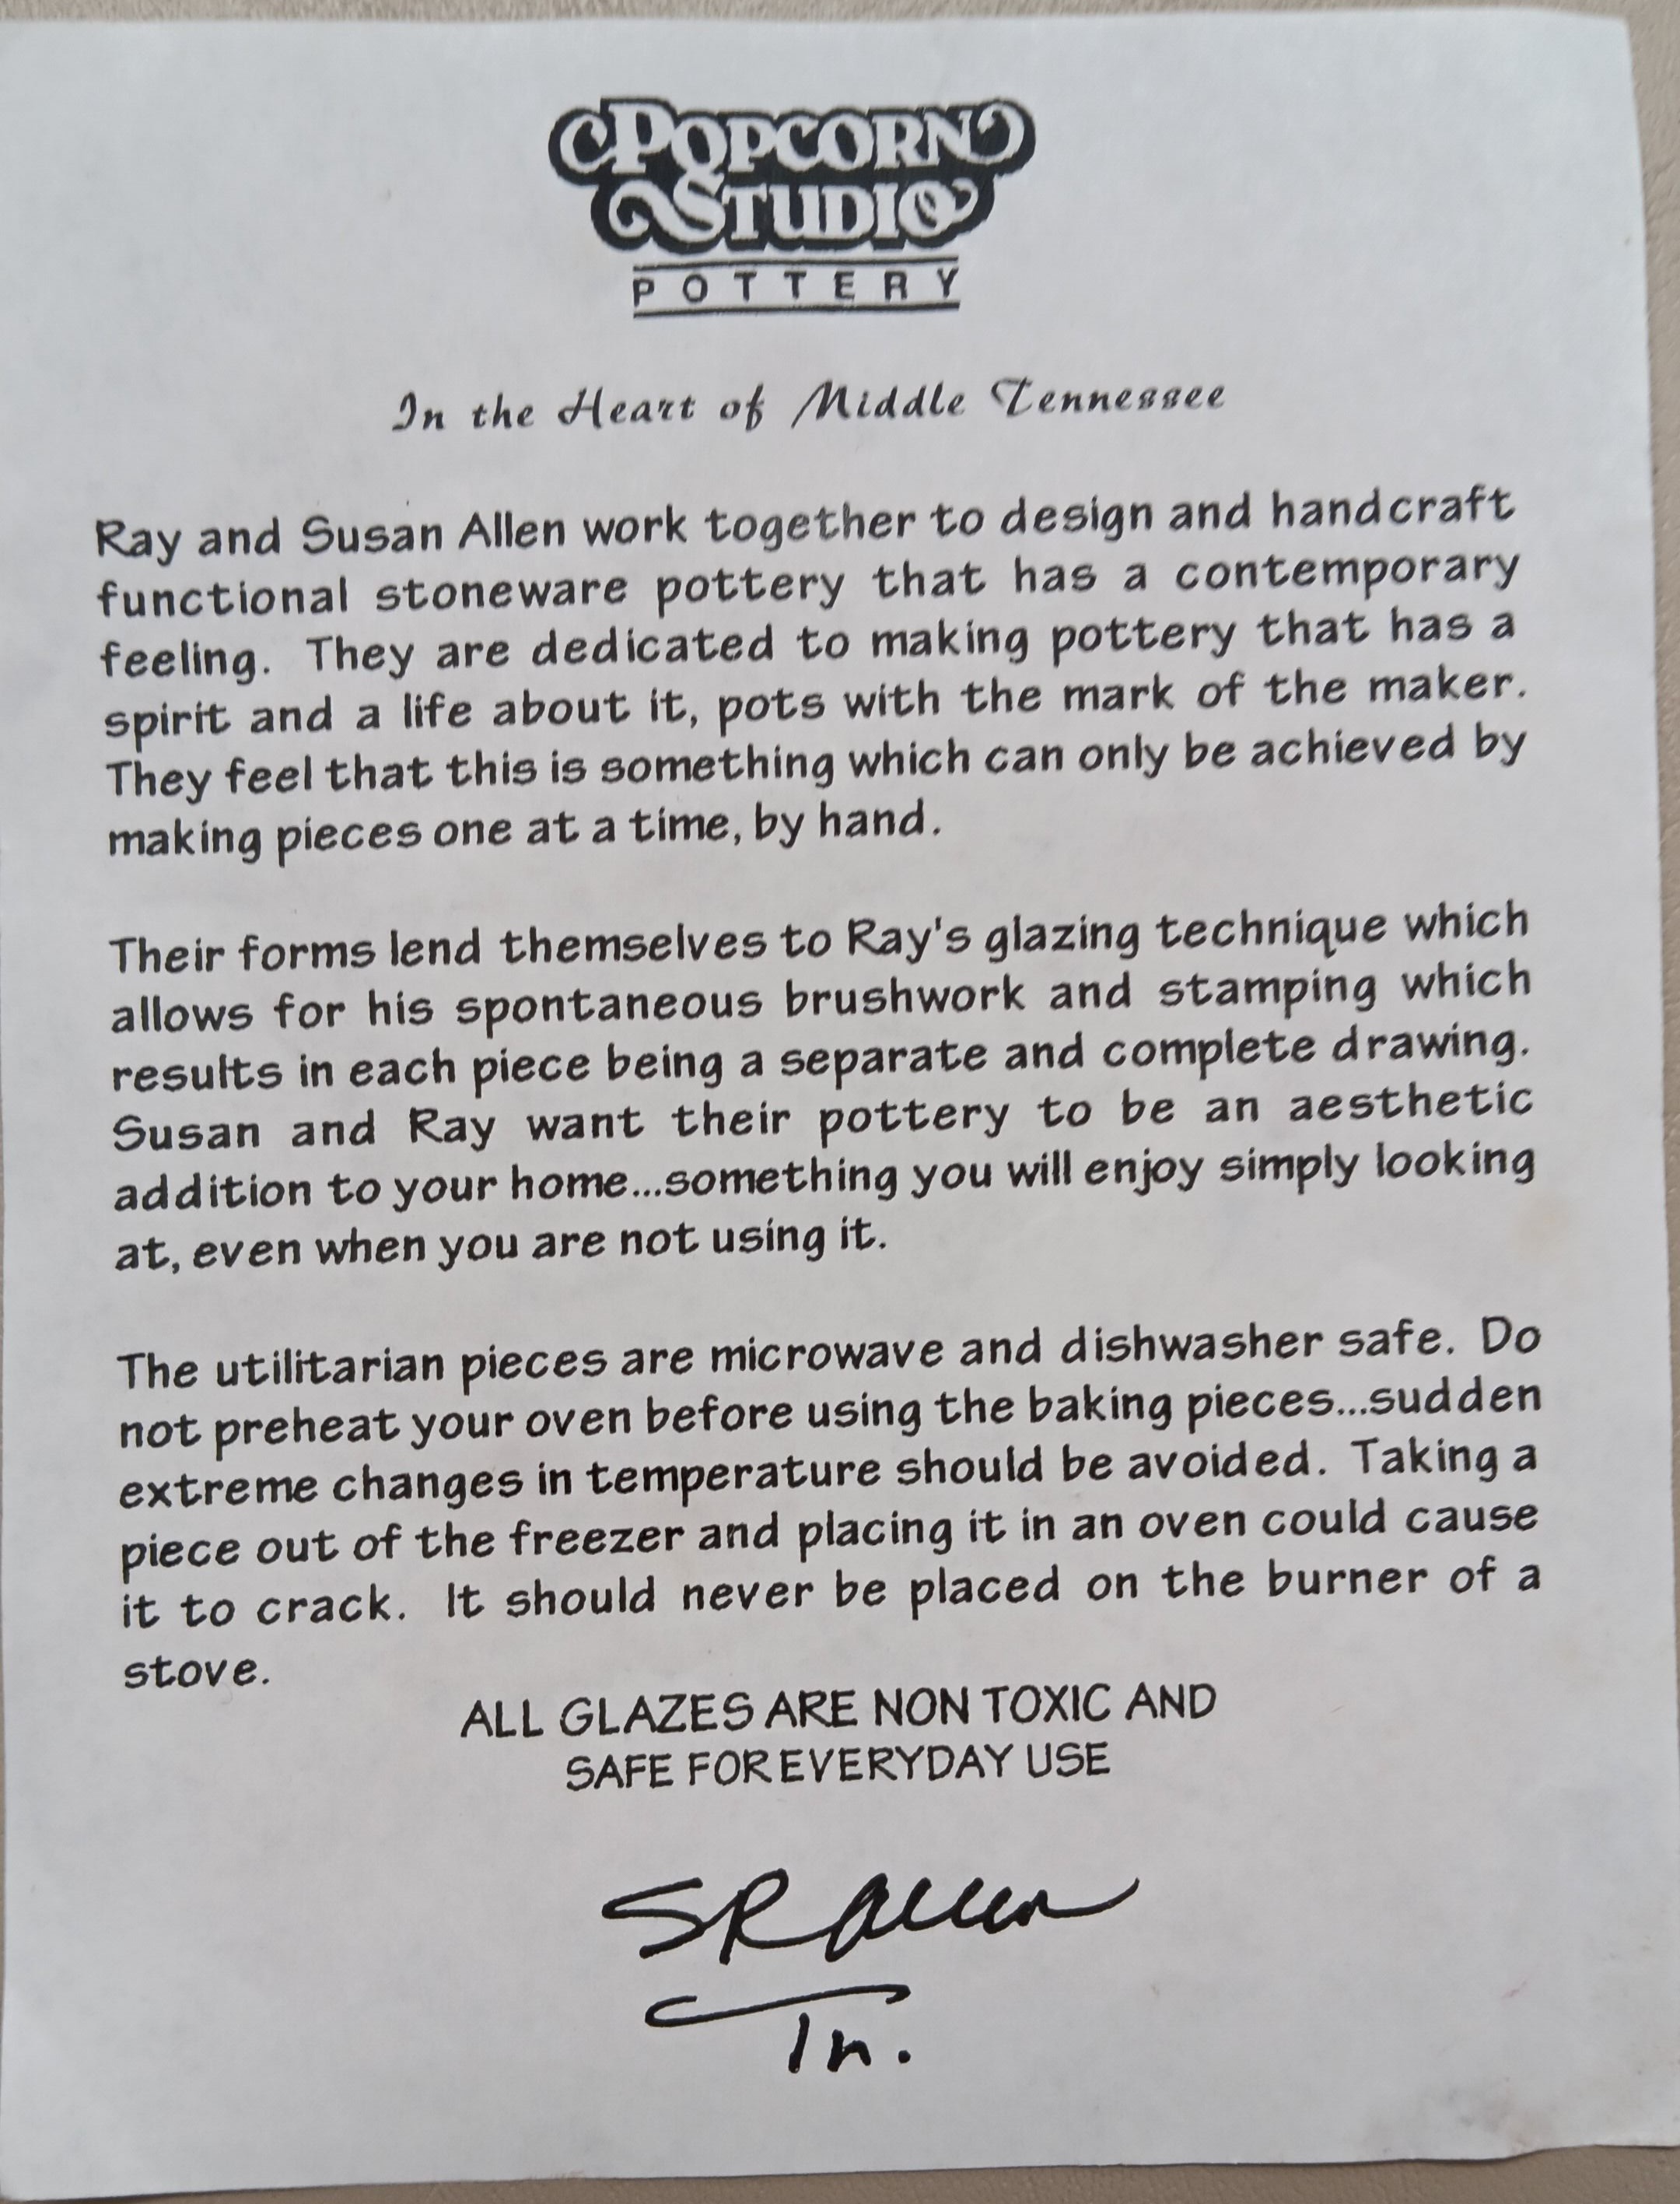 POPCORN
STUDIO
POTTERY
In the Heart of Middle Tennessee
Ray and Susan Allen work together to design and handcraft
functional stoneware pottery that has a contemporary
feeling. They are dedicated to making pottery that has a
spirit and a life about it, pots with the mark of the maker.
They feel that this is something which can only be achieved by
making pieces one at a time, by hand.
Their forms lend themselves to Ray's glazing technique which
allows for his spontaneous brushwork and stamping which
results in each piece being a separate and complete drawing.
Susan and Ray want their pottery to be an aesthetic
addition to your home...something you will enjoy simply looking
at, even when you are not using it.
The utilitarian pieces are microwave and dishwasher safe. Do
not preheat your oven before using the baking pieces...sudden
extreme changes in temperature should be avoided. Taking a
piece out of the freezer and placing it in an oven could cause
it to crack. It should never be placed on the burner of a
stove.
ALL GLAZES ARE NON TOXIC AND
SAFE FOR EVERYDAY USE
SRAllen
Tn.